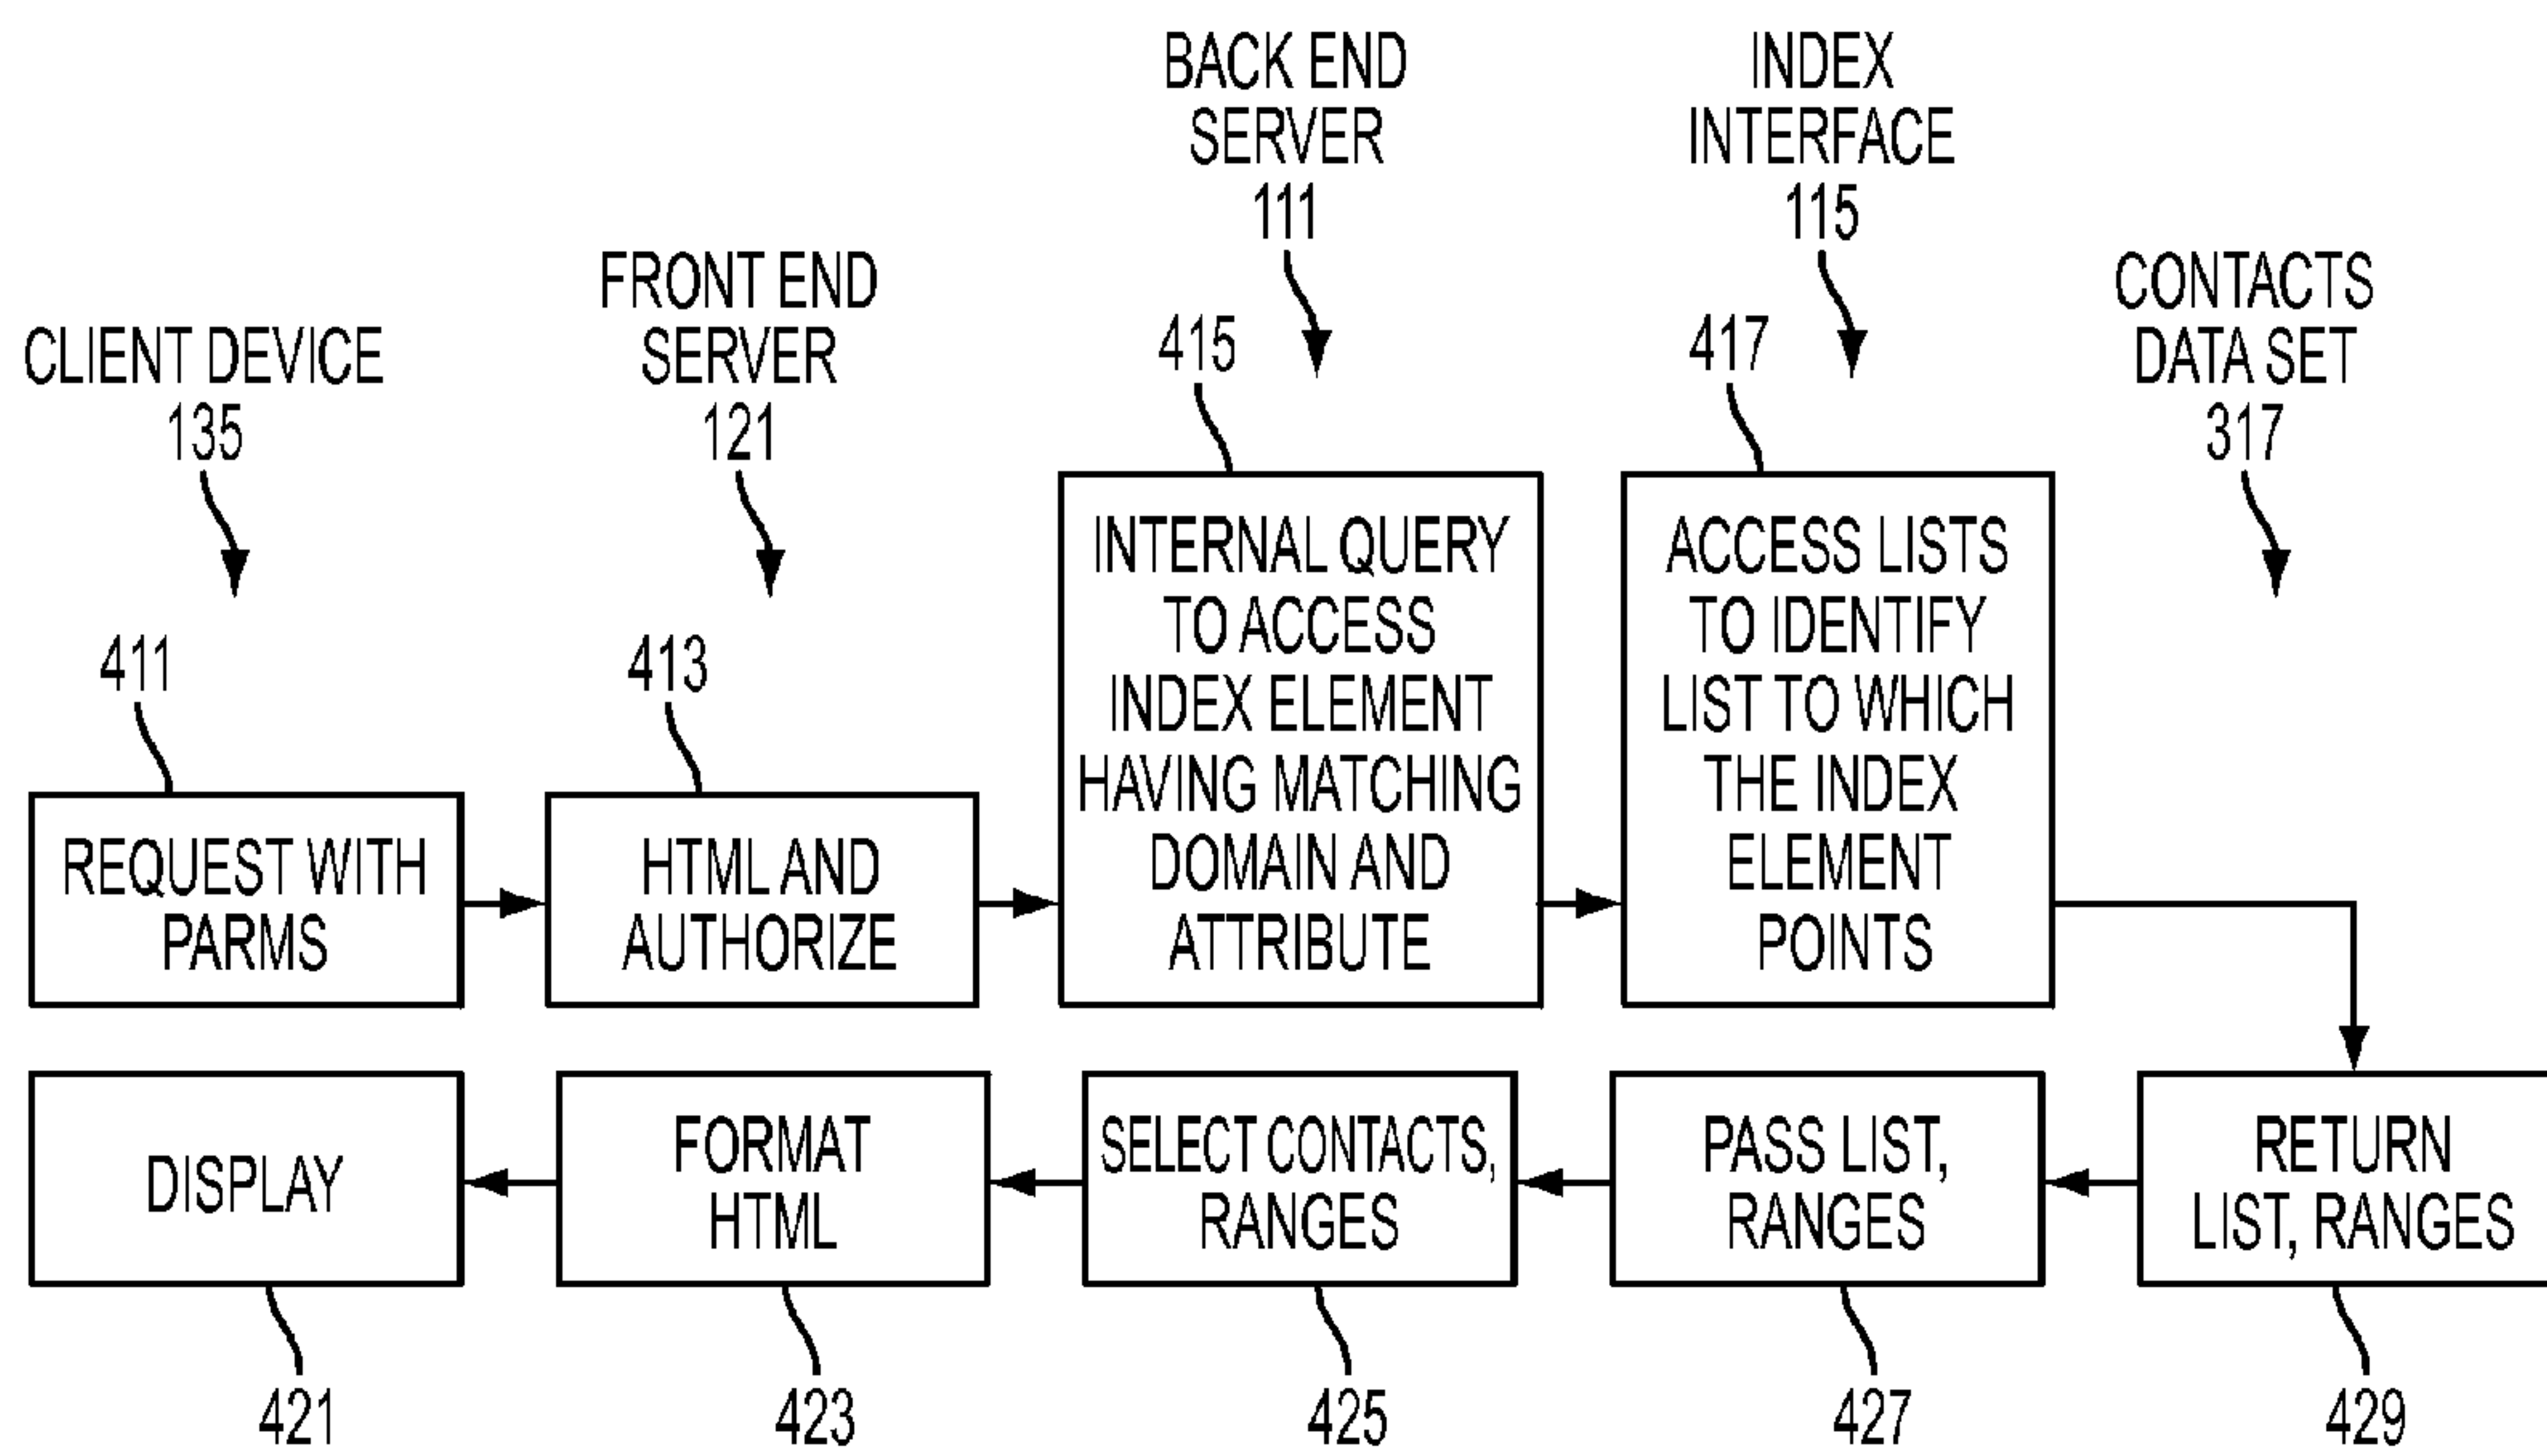 BACK END
SERVER
111
INDEX
INTERFACE
115
CLIENT DEVICE
135
FRONT END
SERVER
121
CONTACTS
DATA SET
317
411
REQUEST WITH
PARMS
413
HTML AND
AUTHORIZE
415
INTERNAL QUERY
TO ACCESS
INDEX ELEMENT
HAVING MATCHING
DOMAIN AND
ATTRIBUTE
417
ACCESS LISTS
TO IDENTIFY
LIST TO WHICH
THE INDEX
ELEMENT
POINTS
DISPLAY
421
FORMAT
HTML
423
SELECT CONTACTS,
RANGES
425
PASS LIST,
RANGES
427
RETURN
LIST, RANGES
429